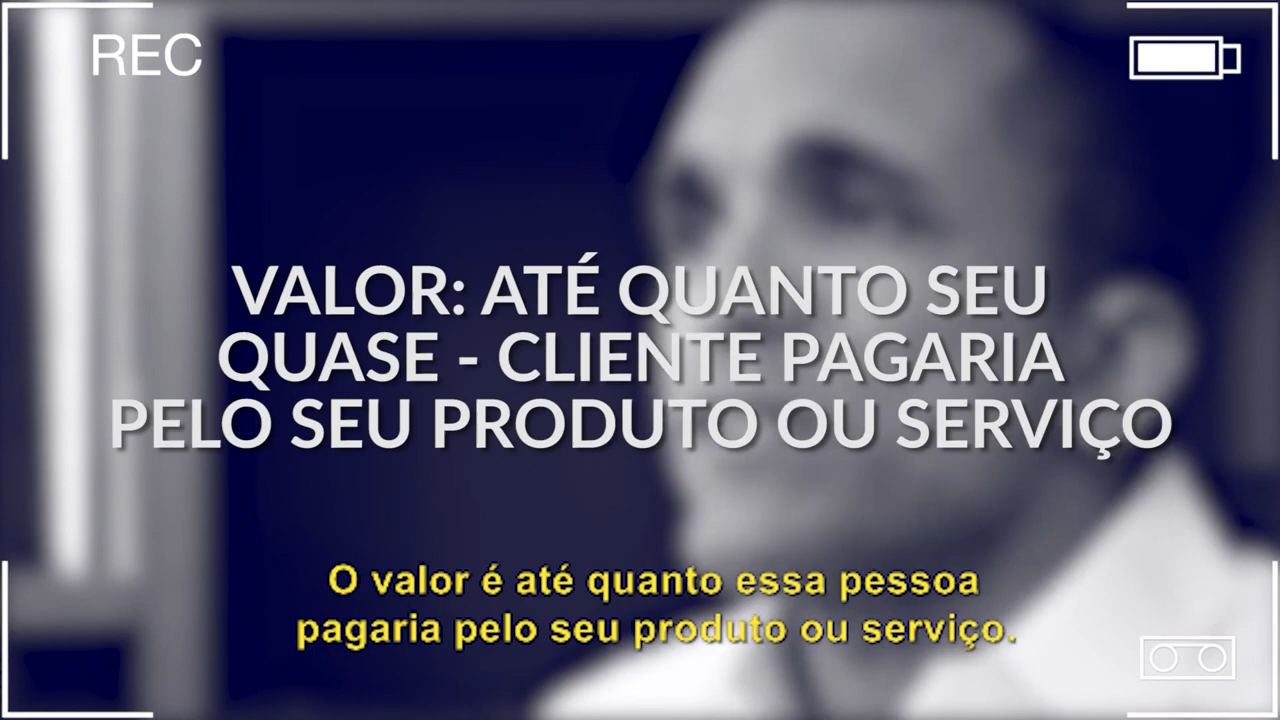 REC
VALOR: ATÉ QUANTO SEU
QUASE - CLIENTE PAGARIA
PELO SEU PRODUTO OU SERVIÇO
O valor é até quanto essa pessoa
pagaria pelo seu produto ou serviço.